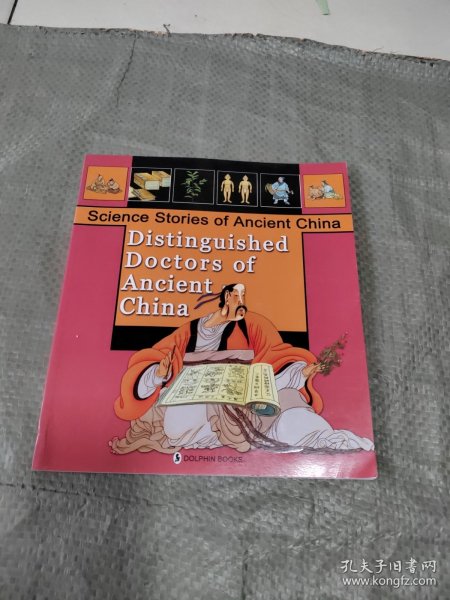 Science Stories of Ancient China
Distinguished
Doctors of
Ancient
China
DOLPHIN BOOKS
孔夫子旧书网
www.kongfz.com